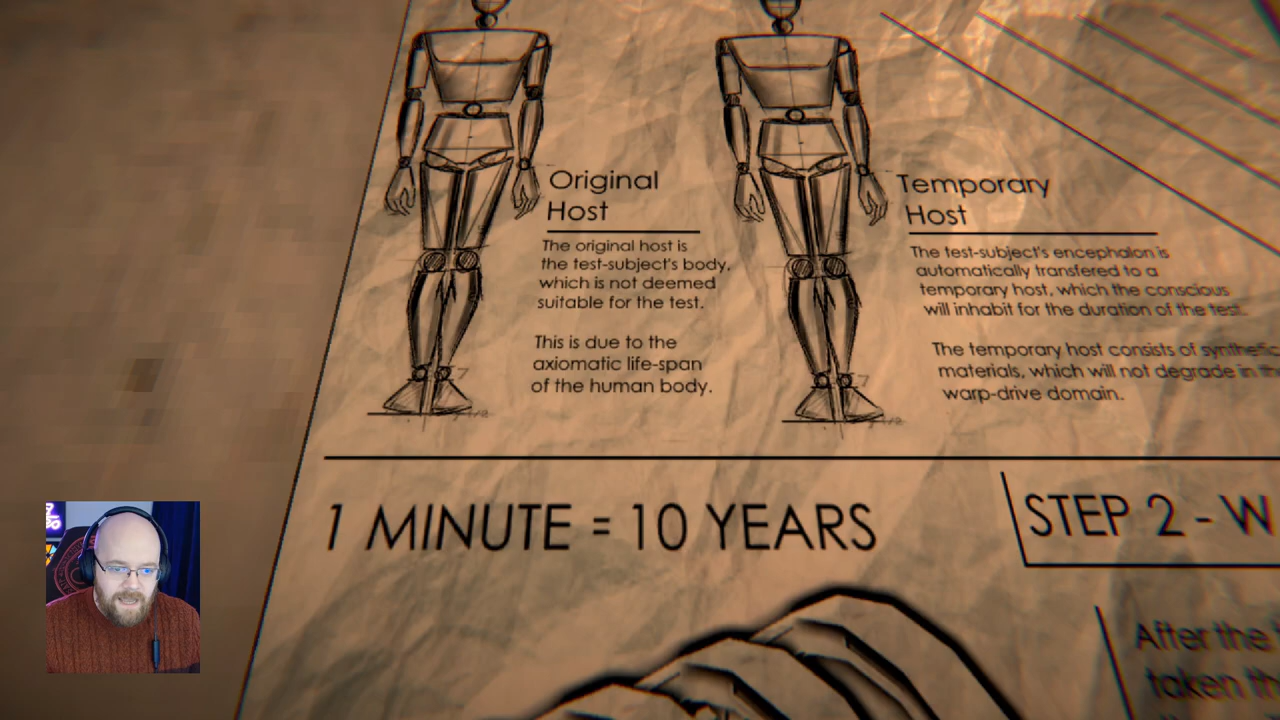 Original
Host
The original host is
the test-subject's body,
which is not deemed
suitable for the test.
This is due to the
axiomatic life-span
of the human body.
Temporary
Host
The test-subject's encephalon is
automatically transfered to a
temporary host, which the conscious
will inhabit for the duration of the test.
The temporary host consists of synthetic
materials, which will not degrade in the
warp-drive domain.
1 MINUTE = 10 YEARS
STEP 2 - W
After the
taken th